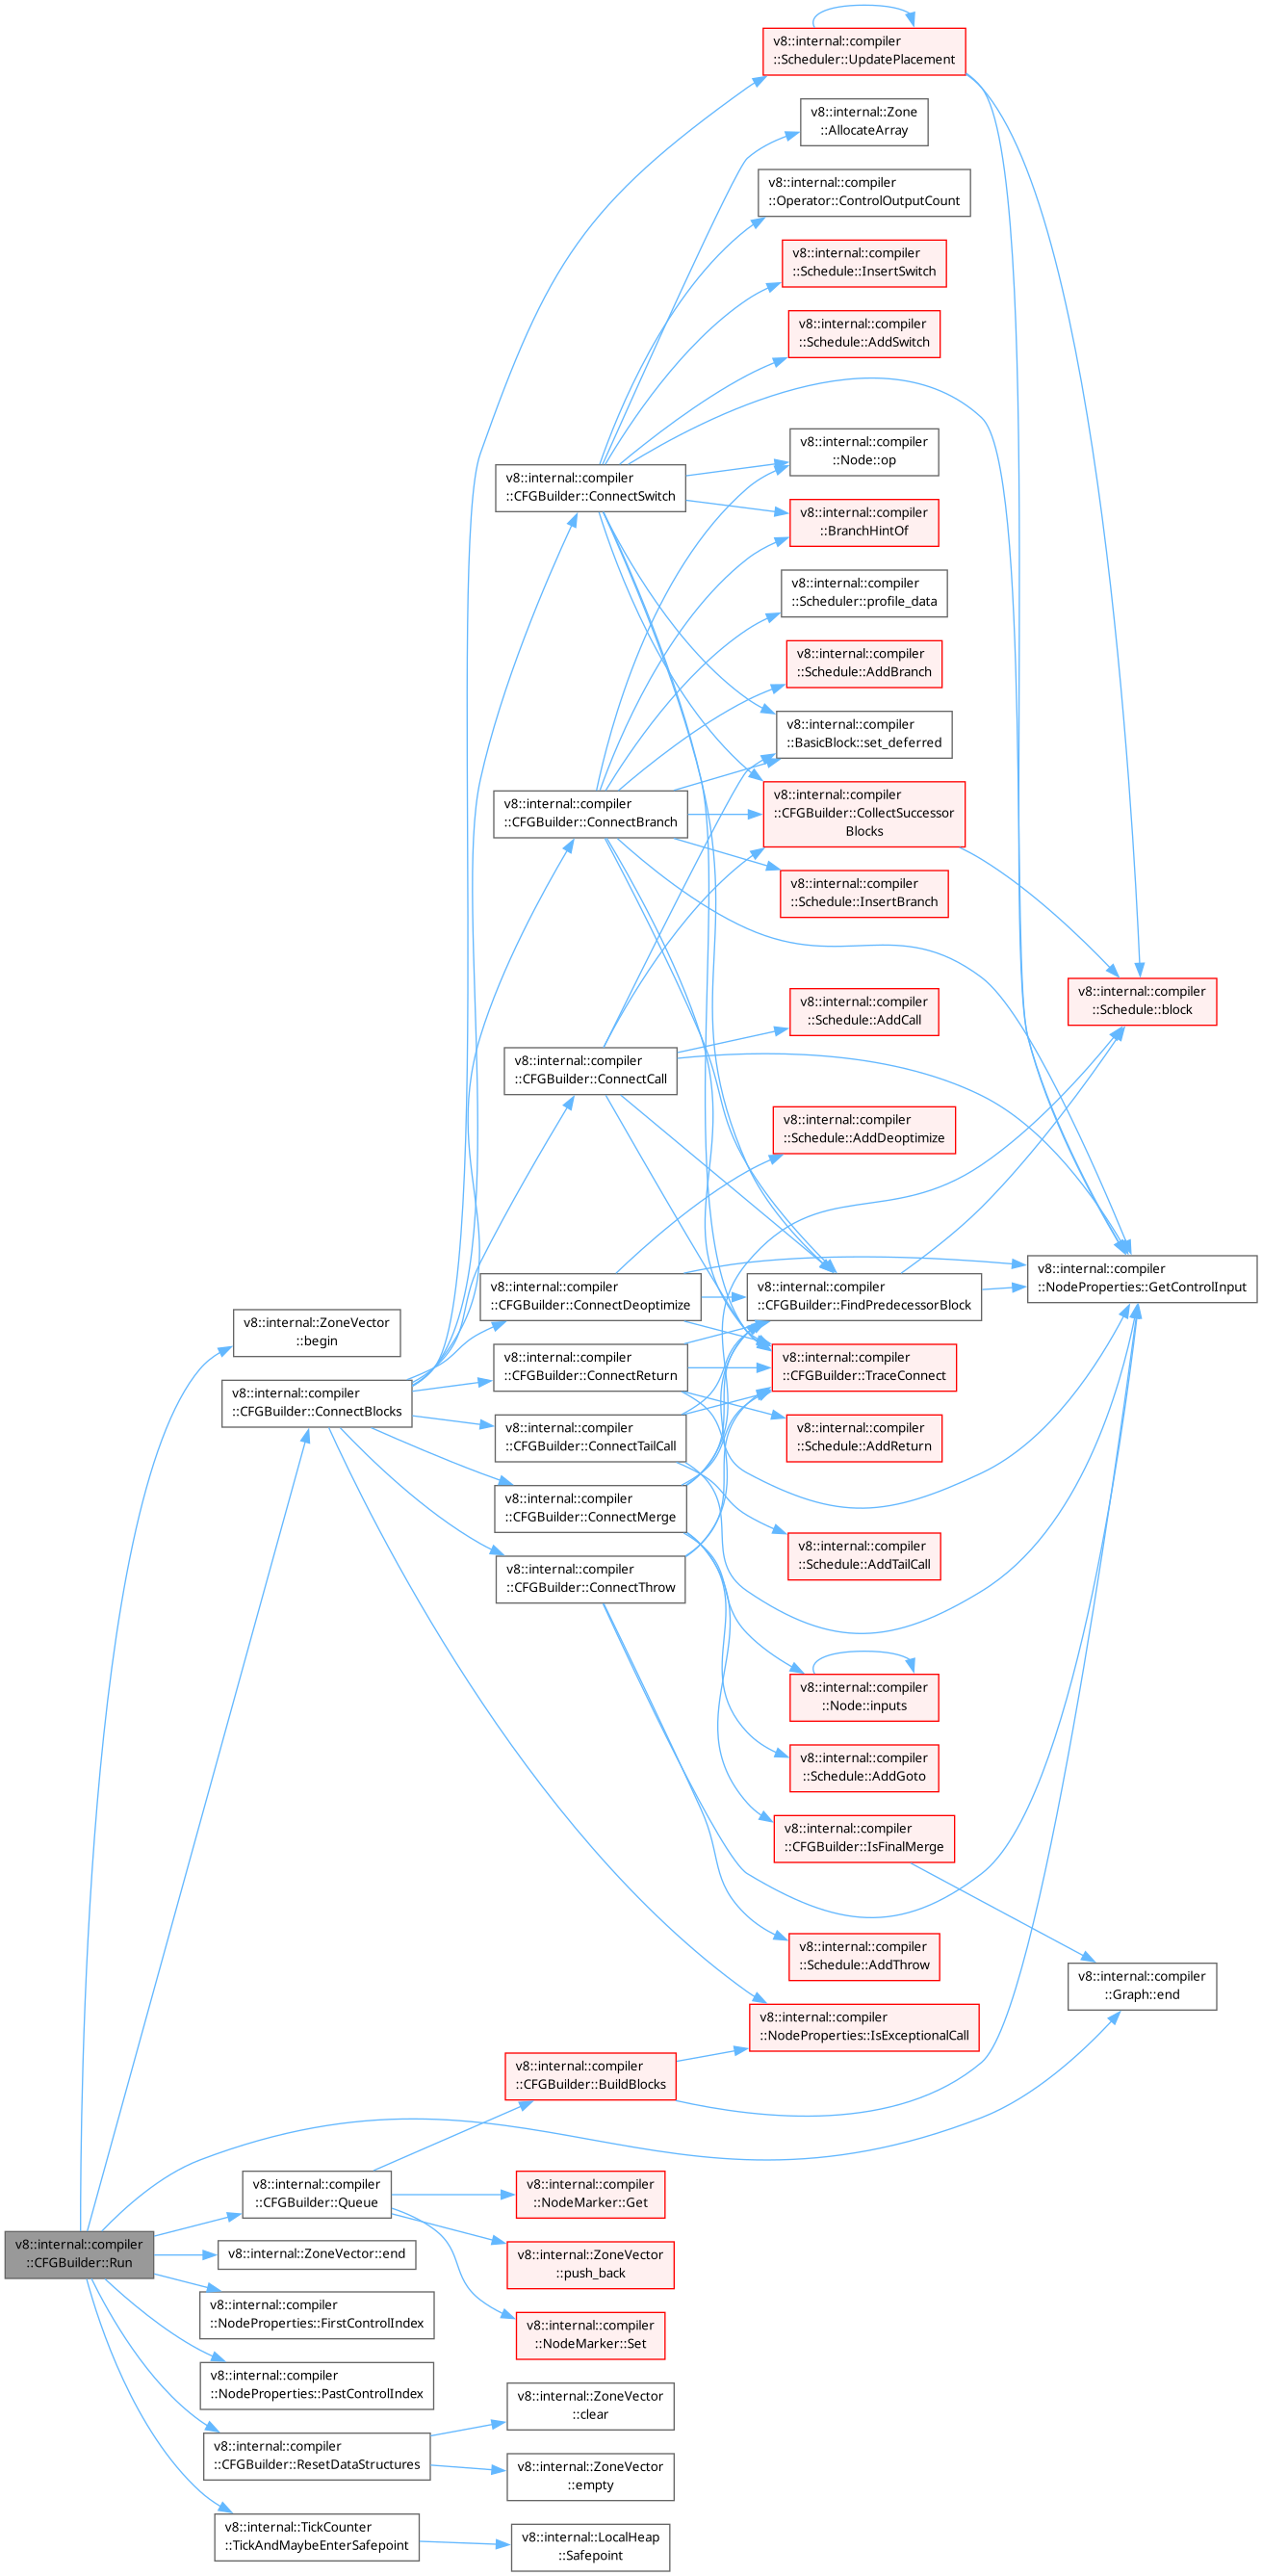 v8::internal::compiler
::Scheduler::UpdatePlacement
v8::internal::Zone
::AllocateArray
v8::internal::compiler
::Operator::ControlOutputCount
v8::internal::compiler
::Schedule::InsertSwitch
v8::internal::compiler
::Schedule::AddSwitch
v8::internal::compiler
::Node::op
v8::internal::compiler
::CFGBuilder::ConnectSwitch
v8::internal::compiler
::BranchHintOf
v8::internal::compiler
::Scheduler::profile_data
v8::internal::compiler
::Schedule::AddBranch
v8::internal::compiler
::BasicBlock::set_deferred
v8::internal::compiler
::CFGBuilder::ConnectBranch
v8::internal::compiler
::CFGBuilder::CollectSuccessor
Blocks
v8::internal::compiler
::Schedule::InsertBranch
v8::internal::compiler
::Schedule::block
v8::internal::compiler
::Schedule::AddCall
v8::internal::compiler
::CFGBuilder::ConnectCall
v8::internal::compiler
::Schedule::AddDeoptimize
v8::internal::compiler
::NodeProperties::GetControlInput
v8::internal::compiler
::CFGBuilder::ConnectDeoptimize
v8::internal::compiler
::CFGBuilder::FindPredecessorBlock
v8::internal::ZoneVector
::begin
v8::internal::compiler
::CFGBuilder::ConnectReturn
v8::internal::compiler
::CFGBuilder::TraceConnect
v8::internal::compiler
::CFGBuilder::ConnectBlocks
v8::internal::compiler
::CFGBuilder::ConnectTailCall
v8::internal::compiler
::Schedule::AddReturn
v8::internal::compiler
::CFGBuilder::ConnectMerge
v8::internal::compiler
::Schedule::AddTailCall
v8::internal::compiler
::CFGBuilder::ConnectThrow
v8::internal::compiler
::Node::inputs
v8::internal::compiler
::Schedule::AddGoto
v8::internal::compiler
::CFGBuilder::IsFinalMerge
v8::internal::compiler
::Schedule::AddThrow
v8::internal::compiler
::Graph::end
v8::internal::compiler
::NodeProperties::IsExceptionalCall
v8::internal::compiler
::CFGBuilder::BuildBlocks
v8::internal::compiler
::CFGBuilder::Queue
v8::internal::compiler
::NodeMarker::Get
v8::internal::compiler
::CFGBuilder::Run
v8::internal::ZoneVector::end
v8::internal::ZoneVector
::push_back
v8::internal::compiler
::NodeProperties::FirstControlIndex
v8::internal::compiler
::NodeMarker::Set
v8::internal::compiler
::NodeProperties::PastControlIndex
v8::internal::ZoneVector
::clear
v8::internal::compiler
::CFGBuilder::ResetDataStructures
v8::internal::ZoneVector
::empty
v8::internal::TickCounter
::TickAndMaybeEnterSafepoint
v8::internal::LocalHeap
::Safepoint